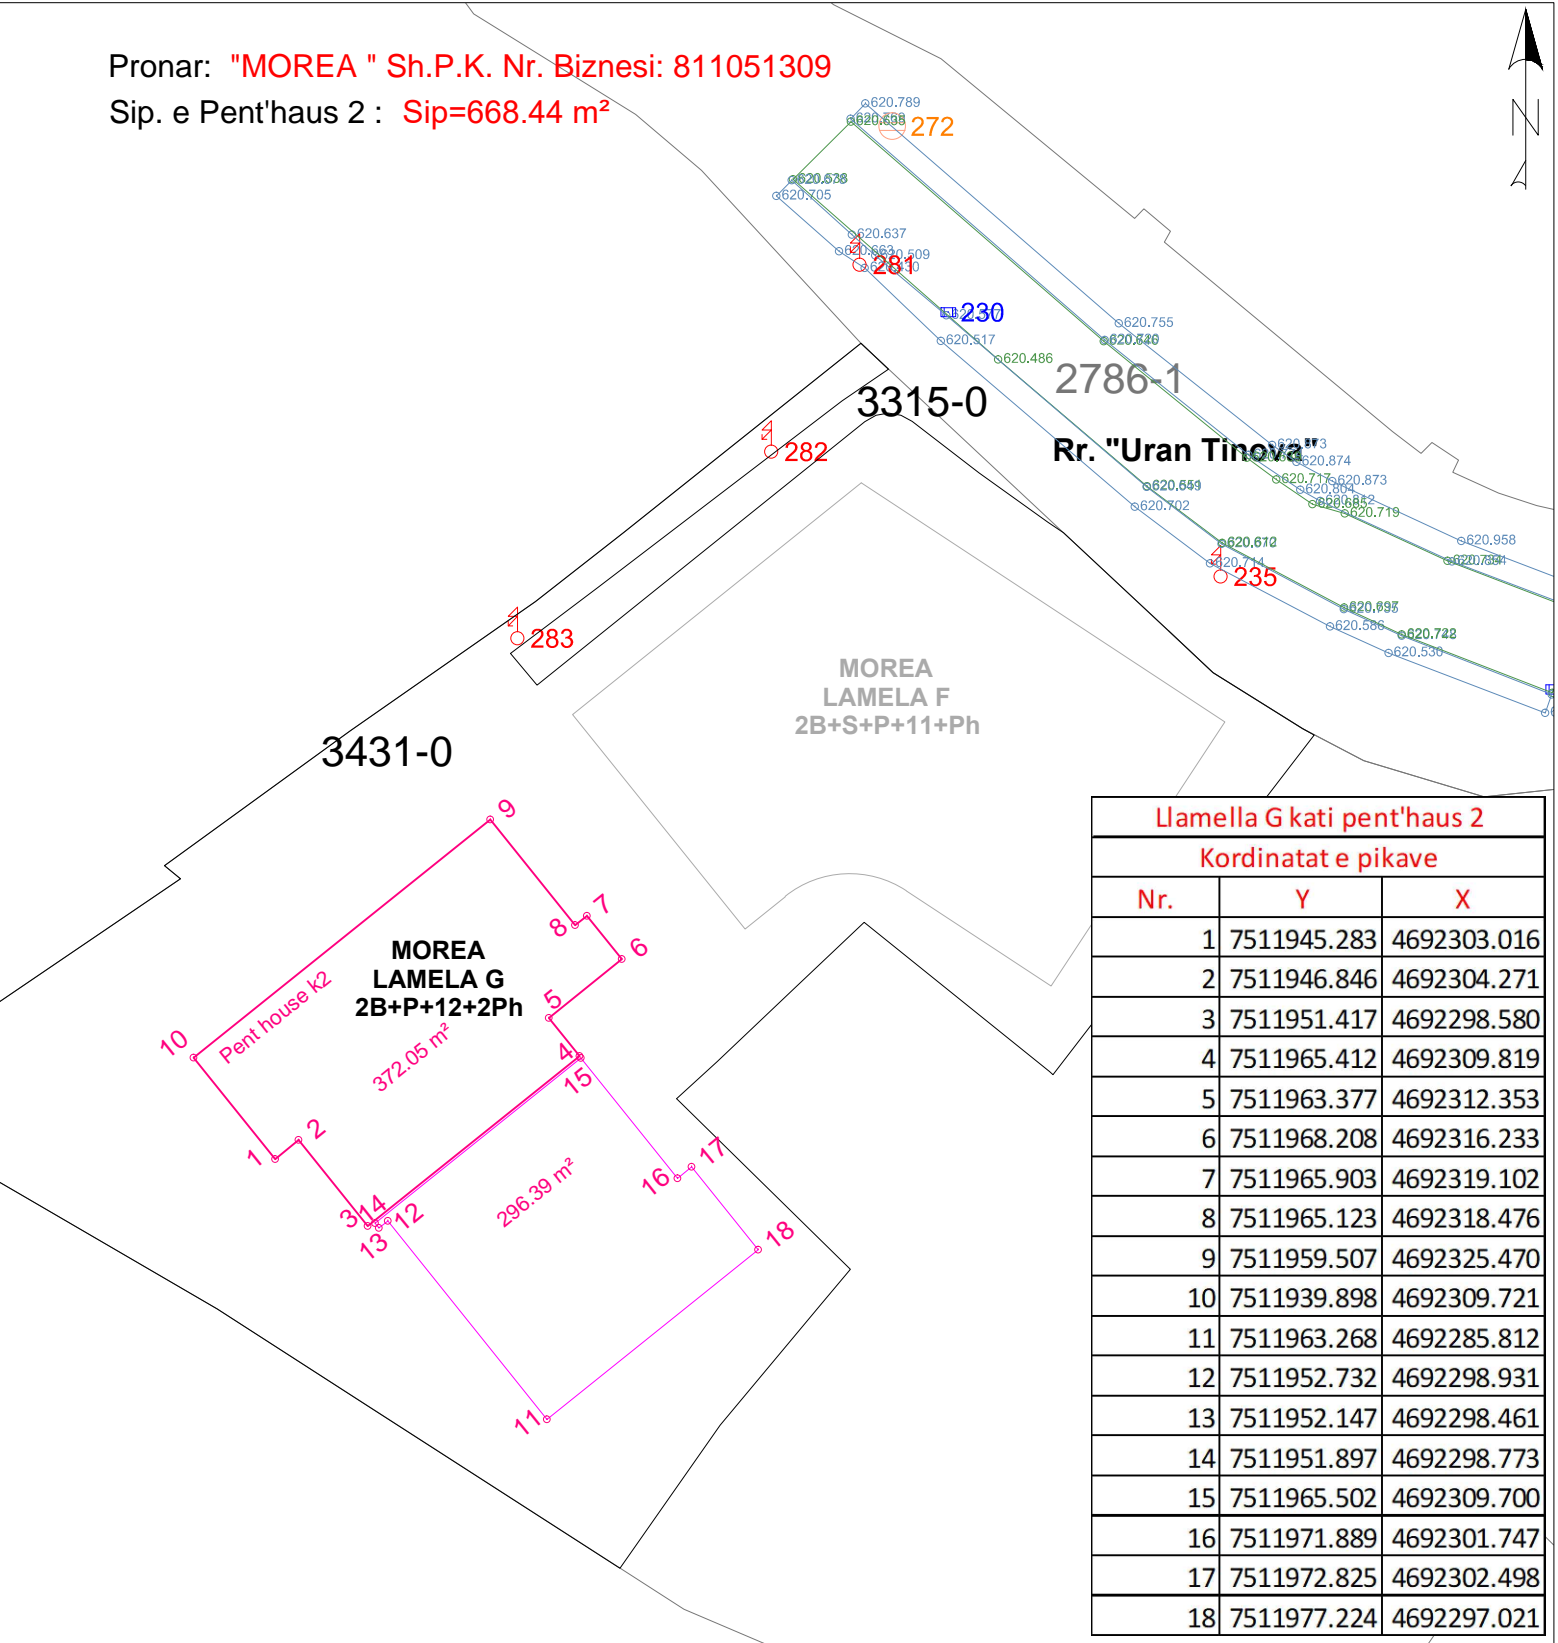 Pronar: "MOREA " Sh.P.K. Nr. Biznesi: 811051309
Sip. e Pent'haus 2 : Sip=668.44 m²
N
620.789
272
620.705
620.637
620.663
281
230
620.517
620.486
620.755
2786-1
3315-0
Rr. "Uran Tinova"
282
620.874
620.873
620.717
620.804
620.719
620.702
620.958
620.714
235
620.586
620.530
283
MOREA
LAMELA F
2B+S+P+11+Ph
3431-0
9
8
7
6
5
4
15
10
Pent house k2
MOREA
LAMELA G
2B+P+12+2Ph
372.05 m²
1
2
3
14
12
13
296.39 m²
16
17
18
11
Llamella G kati pent'haus 2
Kordinatat e pikave
Nr. Y X
1 7511945.283 4692303.016
2 7511946.846 4692304.271
3 7511951.417 4692298.580
4 7511965.412 4692309.819
5 7511963.377 4692312.353
6 7511968.208 4692316.233
7 7511965.903 4692319.102
8 7511965.123 4692318.476
9 7511959.507 4692325.470
10 7511939.898 4692309.721
11 7511963.268 4692285.812
12 7511952.732 4692298.931
13 7511952.147 4692298.461
14 7511951.897 4692298.773
15 7511965.502 4692309.700
16 7511971.889 4692301.747
17 7511972.825 4692302.498
18 7511977.224 4692297.021